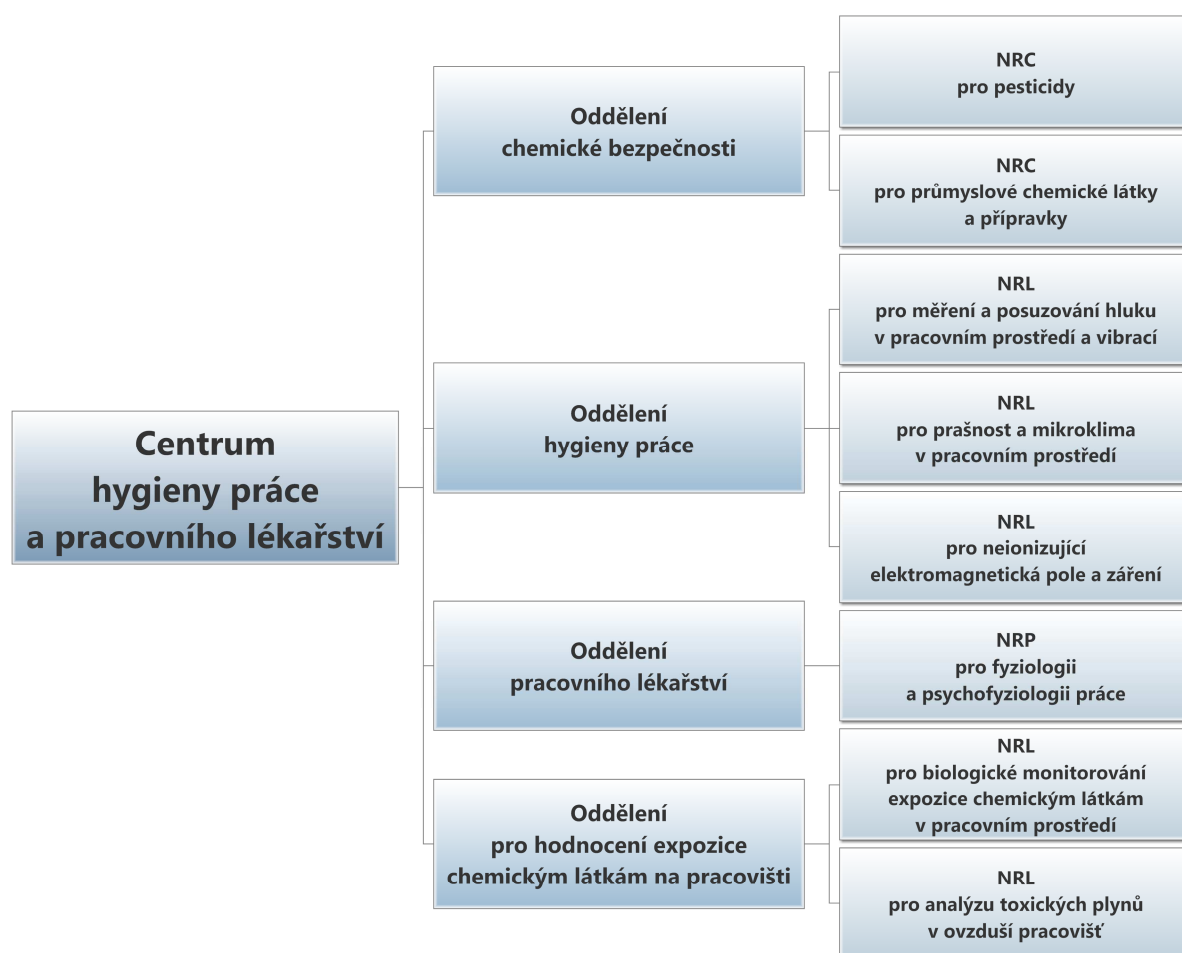 Centrum
hygieny práce
a pracovního lékařství
Oddělení
chemické bezpečnosti
NRC
pro pesticidy
NRC
pro průmyslové chemické látky
a přípravky
Oddělení
hygieny práce
NRL
pro měření a posuzování hluku
v pracovním prostředí a vibrací
NRL
pro prašnost a mikroklima
v pracovním prostředí
NRL
pro neionizující
elektromagnetická pole a záření
Oddělení
pracovního lékařství
NRP
pro fyziologii
a psychofyziologii práce
Oddělení
pro hodnocení expozice
chemickým látkám na pracovišti
NRL
pro biologické monitorování
expozice chemickým látkám
v pracovním prostředí
NRL
pro analýzu toxických plynů
v ovzduší pracovišť